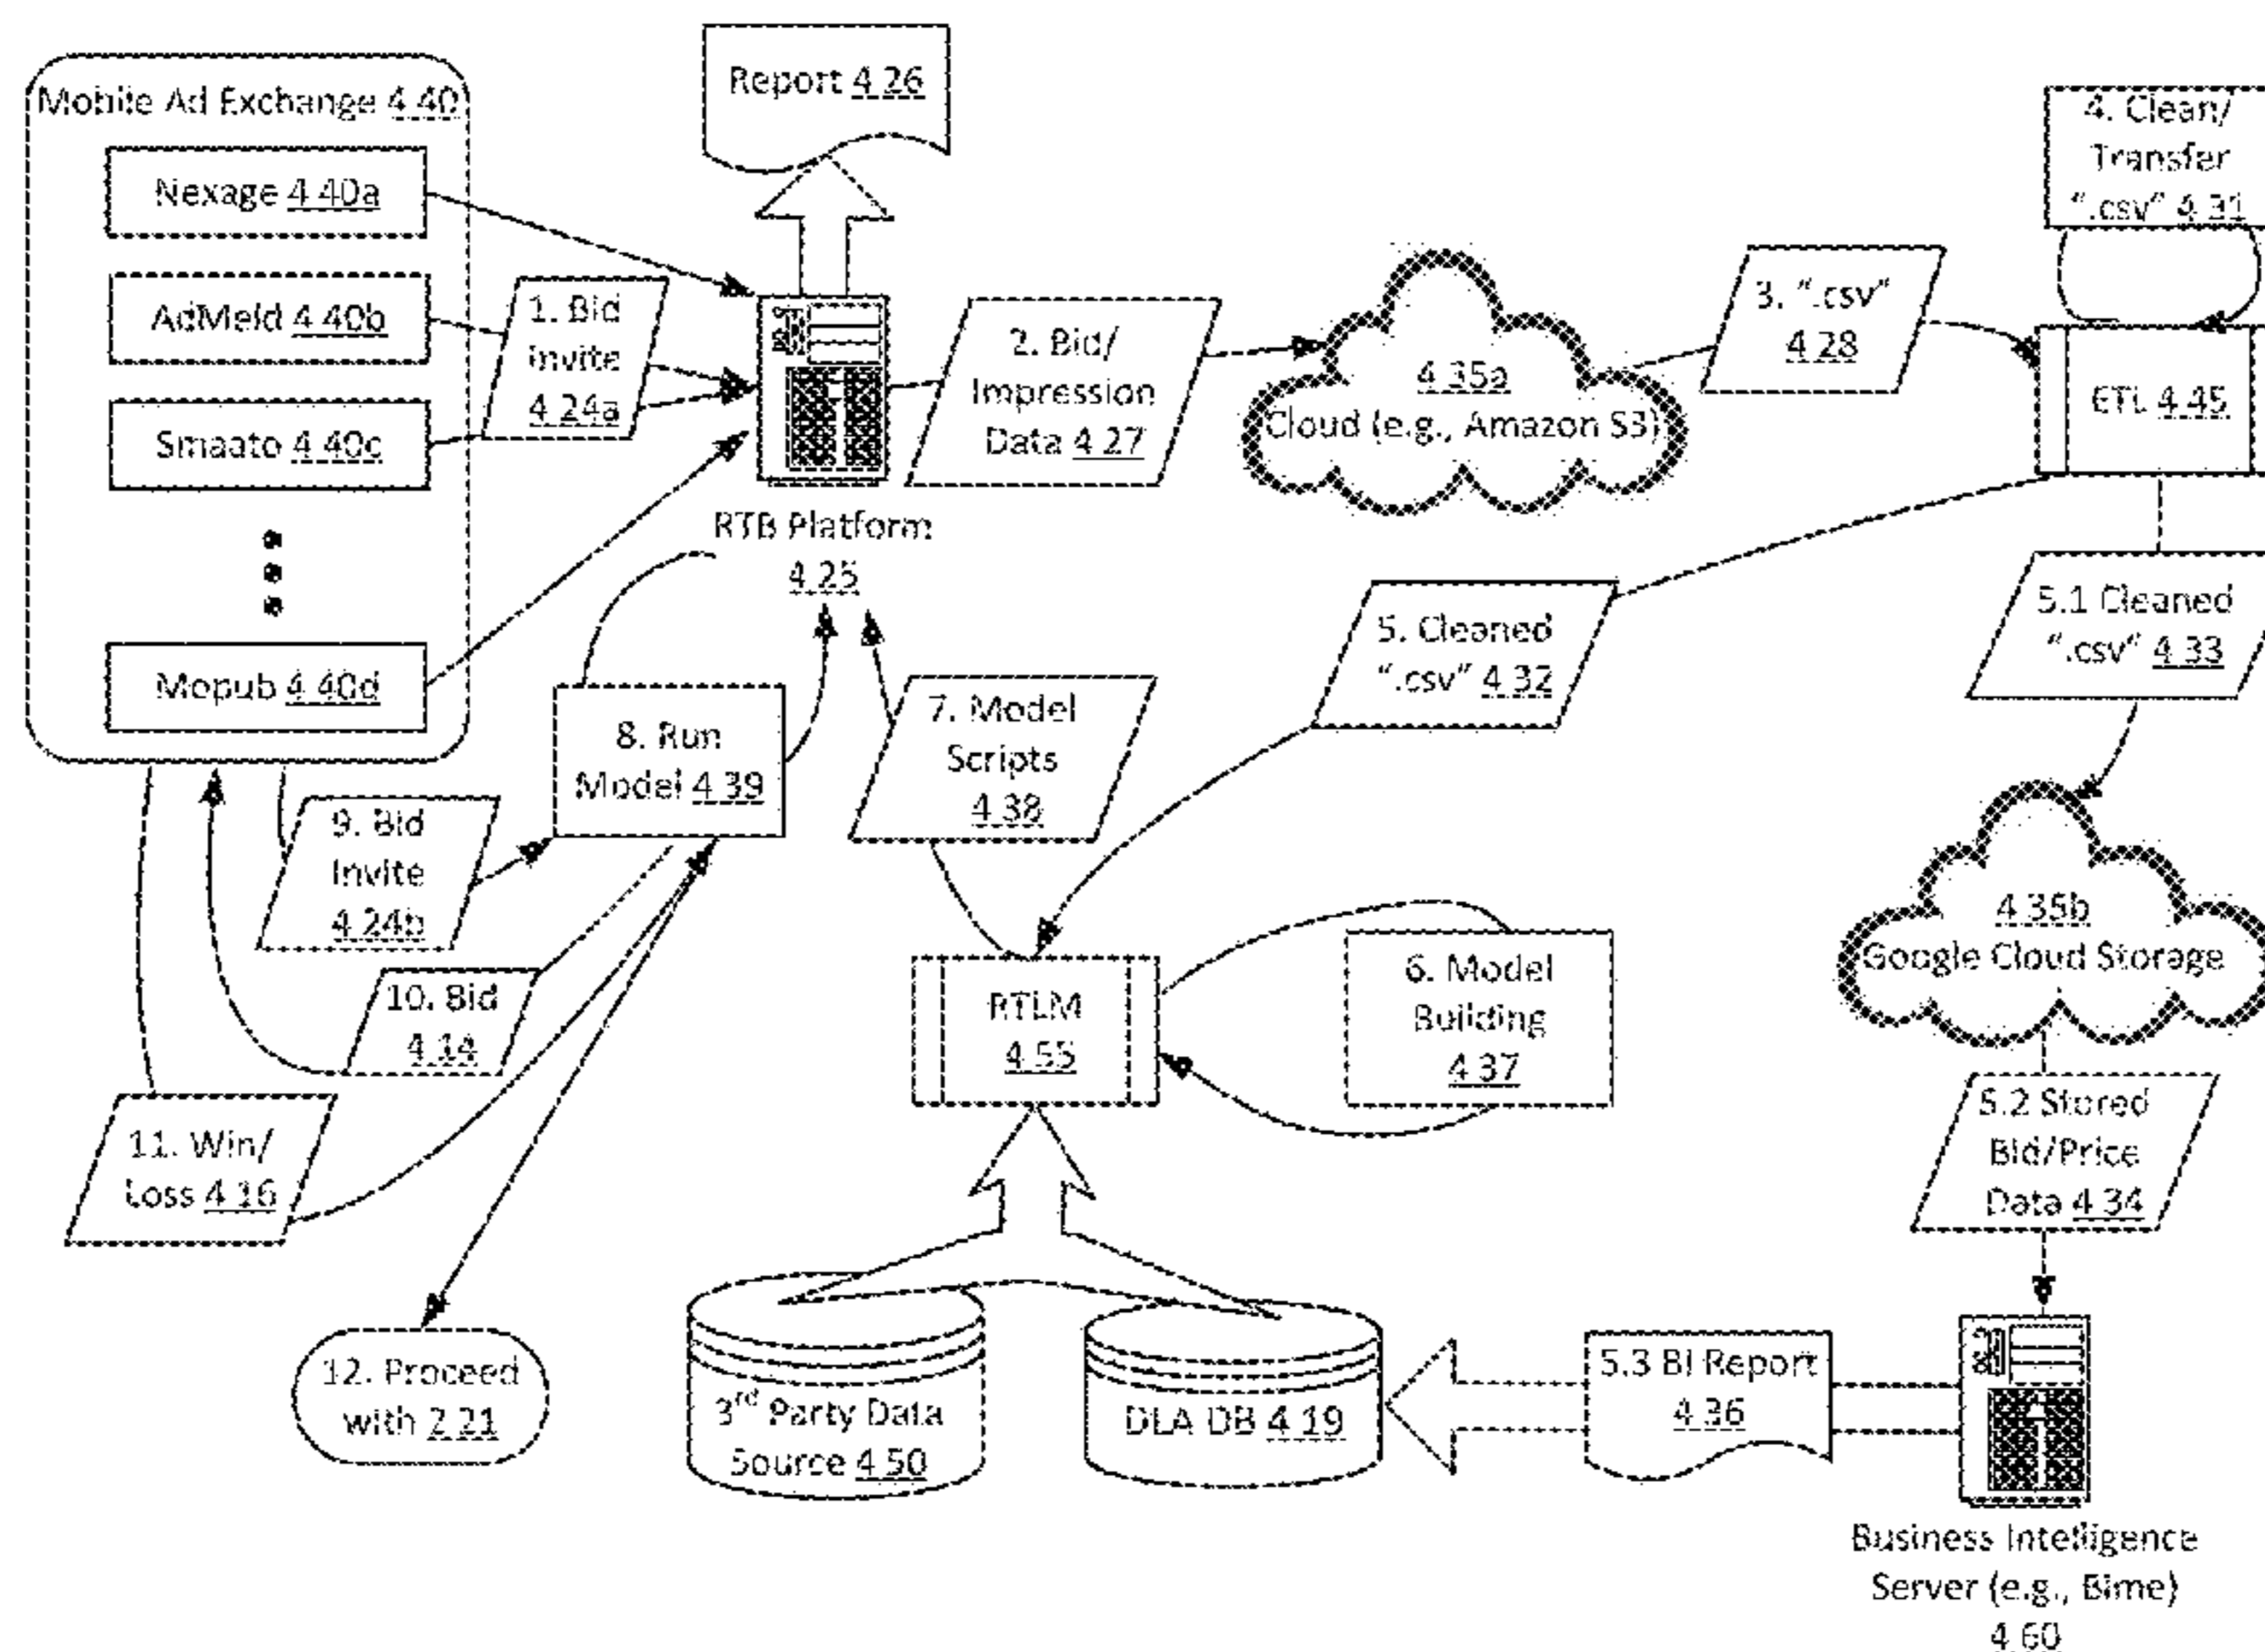 Report 4.26
Mobile Ad Exchange 4.40
Nexage 4.40a
AdMeld 4.40b
Smaato 4.40c
Mopub 4.40d
1. Bid
Invite
4.24a
RTB Platform
4.25
2. Bid/
Impression
Data 4.27
4.35a
Cloud (e.g., Amazon S3)
3. “.csv”
4.28
4. Clean/
Transfer
“.csv” 4.31
ETL 4.45
5. Cleaned
“.csv” 4.32
5.1 Cleaned
“.csv” 4.33
8. Run
Model 4.39
7. Model
Scripts
4.38
9. Bid
Invite
4.24b
10. Bid
4.14
11. Win/
Loss 4.16
12. Proceed
with 2.21
RTLM
4.55
6. Model
Building
4.37
4.35b
Google Cloud Storage
5.2 Stored
Bid/Price
Data 4.34
3rd Party Data
Source 4.50
DLA DB 4.19
5.3 BI Report
4.36
Business Intelligence
Server (e.g., Bime)
4.60